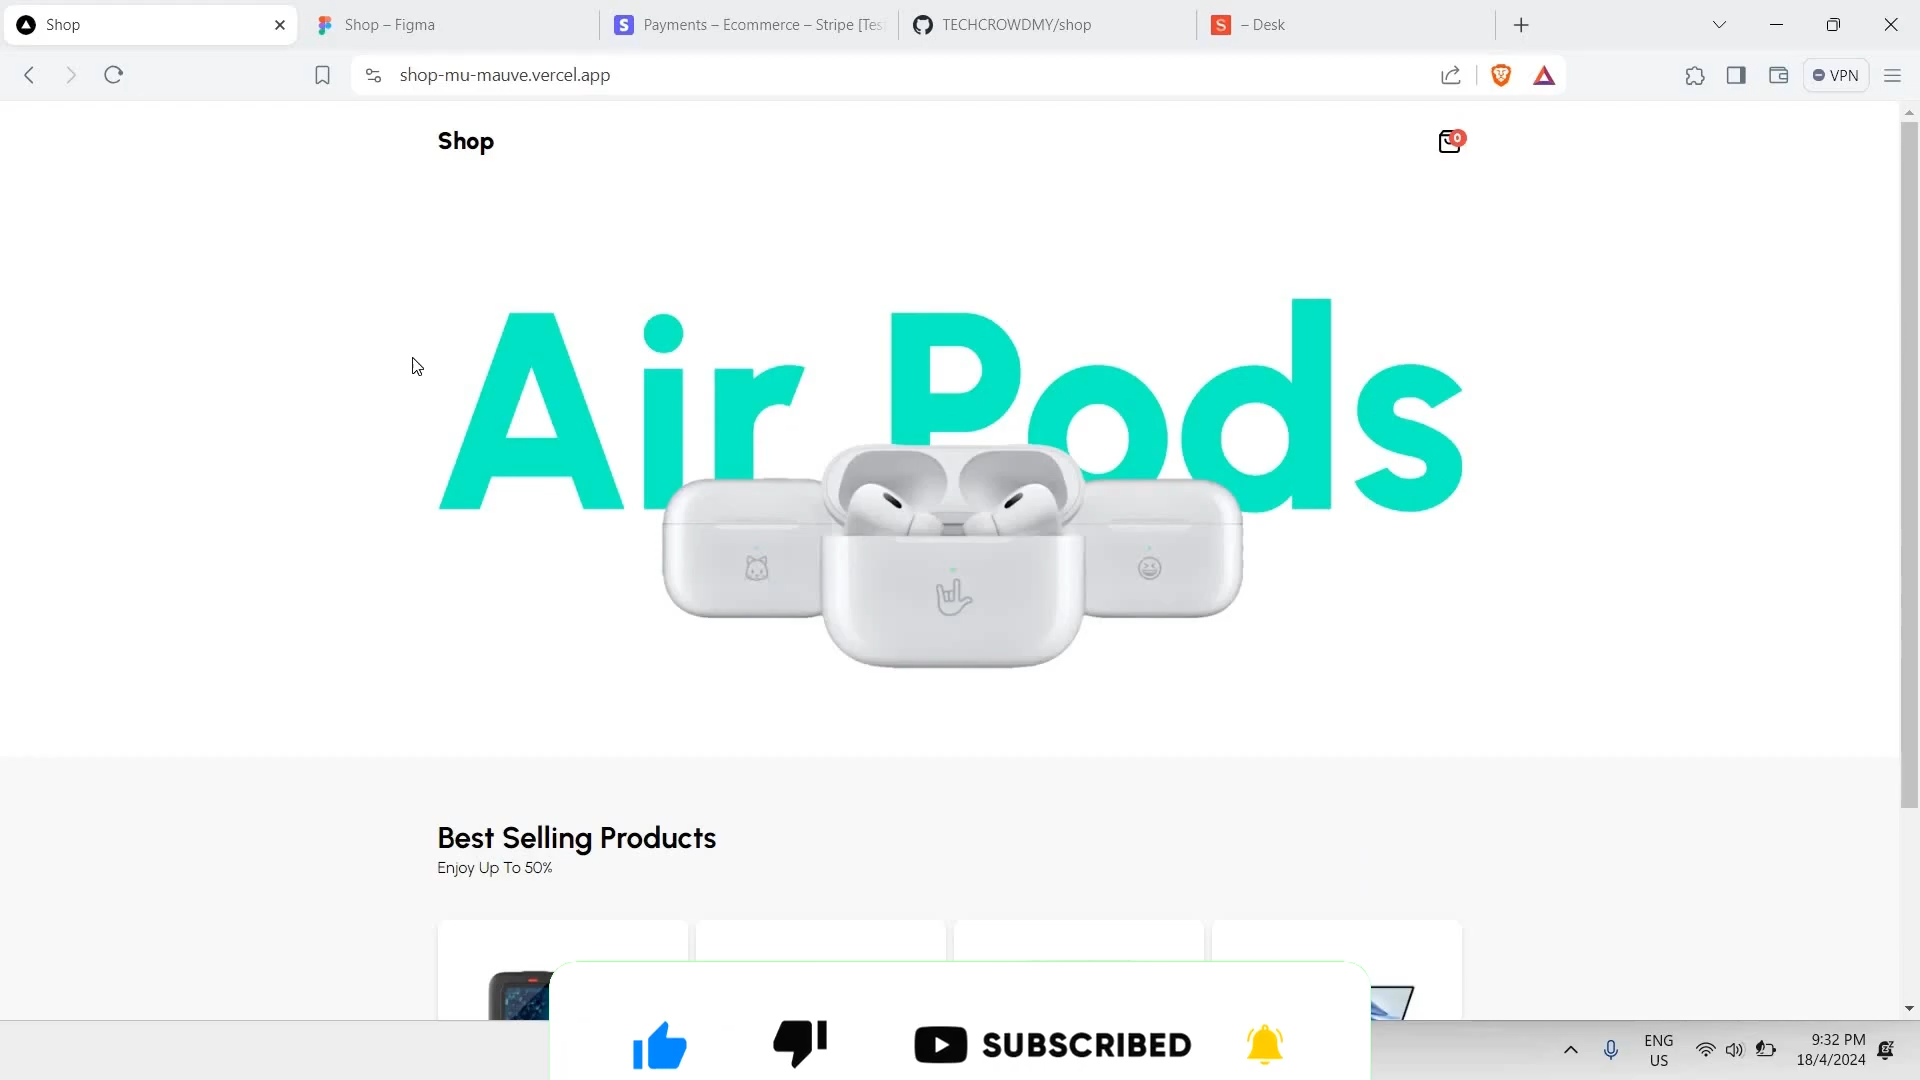 Shop
Shop – Figma
Payments – Ecommerce – Stripe [Tes
TECHCROWDMY/shop
– Desk
shop-mu-mauve.vercel.app
VPN
Shop
0
Air Pods
Best Selling Products
Enjoy Up To 50%
SUBSCRIBED
ENG
US
9:32 PM
18/4/2024